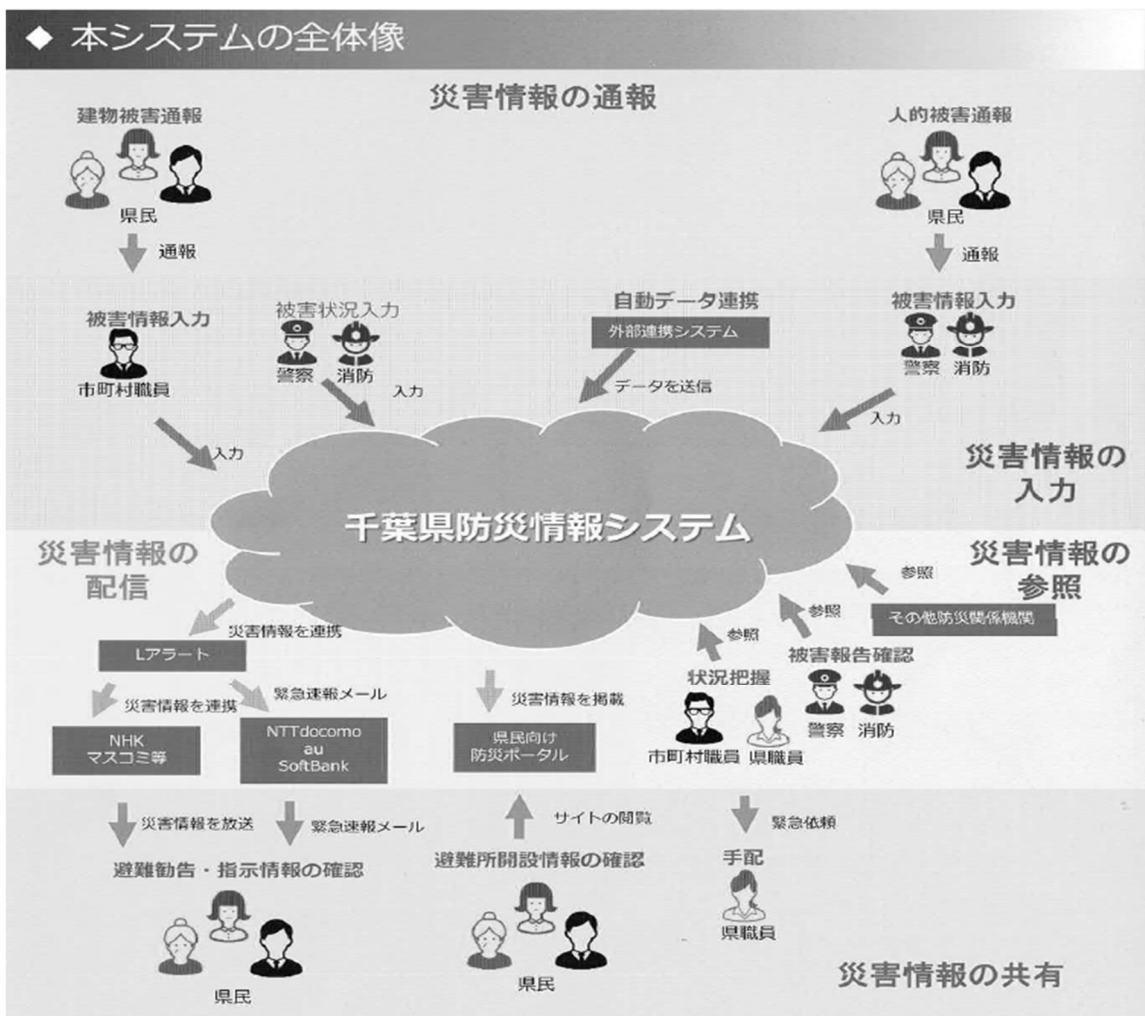 ◆ 本システムの全体像
災害情報の通報
建物被害通報
県民
通報
人的被害通報
県民
通報
被害情報入力
市町村職員
入力
被害状況入力
警察 消防
入力
自動データ連携
外部連携システム
データを送信
被害情報入力
警察 消防
入力
災害情報の
入力
千葉県防災情報システム
災害情報の
配信
災害情報を連携
Lアラート
災害情報を連携
緊急速報メール
NHK
マスコミ等
NTTdocomo
au
SoftBank
災害情報を掲載
県民向け
防災ポータル
災害情報の
参照
参照
その他防災関係機関
参照
被害報告確認
警察 消防
参照
状況把握
市町村職員 県職員
災害情報を放送
緊急速報メール
避難勧告・指示情報の確認
県民
サイトの閲覧
避難所開設情報の確認
県民
緊急依頼
手配
県職員
災害情報の共有